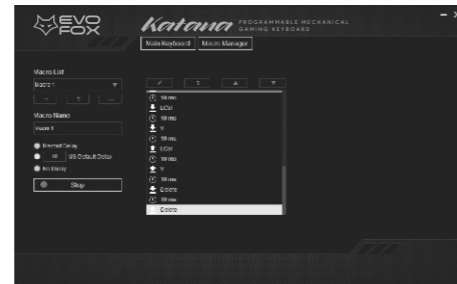 EVO
FOX
Katana PROGRAMMABLE MECHANICAL
GAMING KEYBOARD
Main Keyboard Macro Manager
Macro List
Macro 1
Macro Name
Macro 1
Record Delay
10 US Default Delay
No Delay
Stop
10 ms
LCtrl
10 ms
V
10 ms
LCtrl
10 ms
V
10 ms
Delete
10 ms
Delete